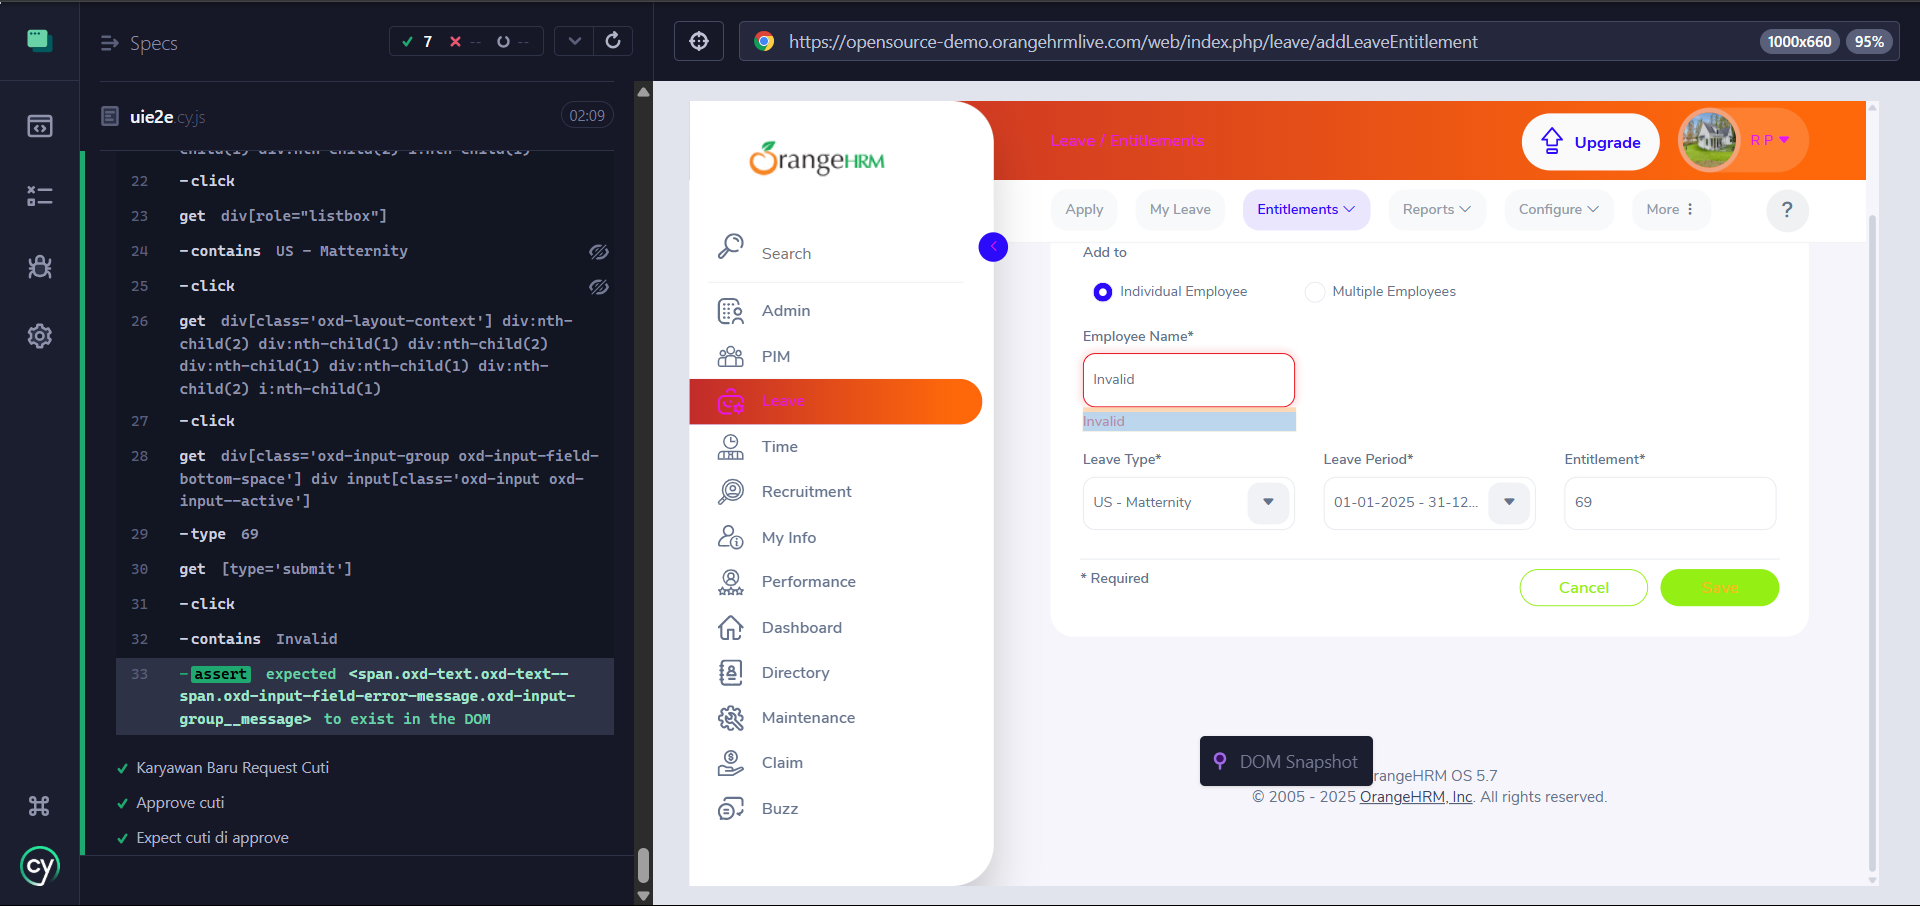 Specs
7 -- --
https://opensource-demo.orangehrmlive.com/web/index.php/leave/addLeaveEntitlement
1000x660 95%
uie2e.cy.js
02:09
child(1) div:nth-child(2) i:nth-child(1)
22 -click
23 get div[role="listbox"]
24 -contains US - Matternity
25 -click
26 get div[class='oxd-layout-context'] div:nth-
child(2) div:nth-child(1) div:nth-child(2)
div:nth-child(1) div:nth-child(1) div:nth-
child(2) i:nth-child(1)
27 -click
28 get div[class='oxd-input-group oxd-input-field-
bottom-space'] div input[class='oxd-input oxd-
input--active']
29 -type 69
30 get [type='submit']
31 -click
32 -contains Invalid
33 -assert expected <span.oxd-text.oxd-text--
span.oxd-input-field-error-message.oxd-input-
group__message> to exist in the DOM
Karyawan Baru Request Cuti
Approve cuti
Expect cuti di approve
cy
OrangeHRM
Search
Admin
PIM
Leave
Time
Recruitment
My Info
Performance
Dashboard
Directory
Maintenance
Claim
Buzz
Leave / Entitlements
Upgrade
R P
Apply
My Leave
Entitlements
Reports
Configure
More
?
Add to
Individual Employee
Multiple Employees
Employee Name*
Invalid
Invalid
Leave Type*
Leave Period*
Entitlement*
US - Matternity
01-01-2025 - 31-12...
69
* Required
Cancel
Save
DOM Snapshot
rangeHRM OS 5.7
© 2005 - 2025 OrangeHRM, Inc. All rights reserved.